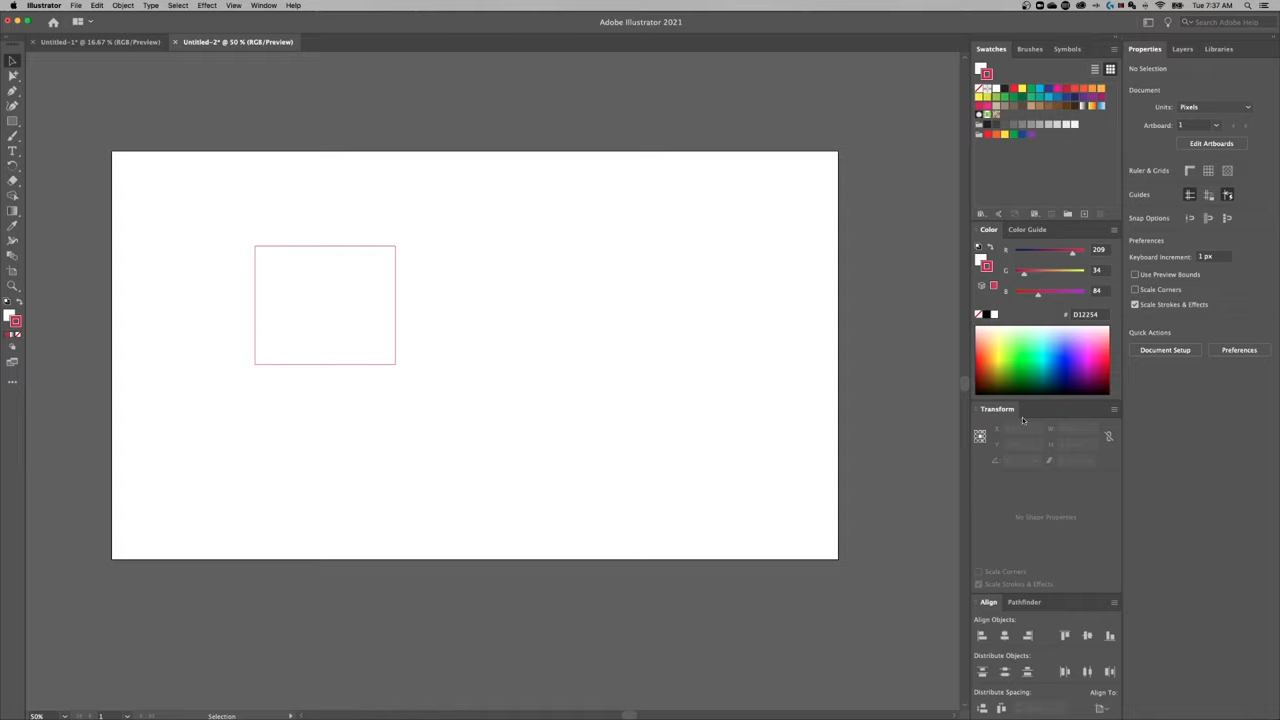 Illustrator File Edit Object Type Select Effect View Window Help
Tue 7:37 AM
Adobe Illustrator 2021
Search Adobe Help
Untitled-1* @ 16.67 % (RGB/Preview)
Untitled-2* @ 50 % (RGB/Preview)
Swatches Brushes Symbols
Color Color Guide
R 209
G 34
B 84
# D12254
Transform
X: W:
Y: H:
No Shape Properties
Scale Corners
Scale Strokes & Effects
Align Pathfinder
Align Objects:
Distribute Objects:
Distribute Spacing: Align To:
Properties Layers Libraries
No Selection
Document
Units: Pixels
Artboard: 1
Edit Artboards
Ruler & Grids
Guides
Snap Options
Preferences
Keyboard Increment: 1 px
Use Preview Bounds
Scale Corners
Scale Strokes & Effects
Quick Actions
Document Setup Preferences
50% 1 Selection